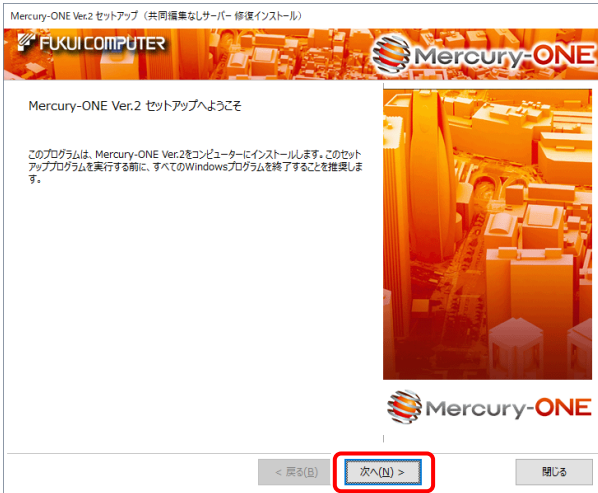 Mercury-ONE Ver.2 セットアップ（共同編集なしサーバー 修復インストール）
FUKUI COMPUTER
Mercury-ONE
Mercury-ONE Ver.2 セットアップへようこそ
このプログラムは、Mercury-ONE Ver.2をコンピューターにインストールします。このセット
アッププログラムを実行する前に、すべてのWindowsプログラムを終了することを推奨しま
す。
Mercury-ONE
< 戻る(B)
次へ(N) >
閉じる